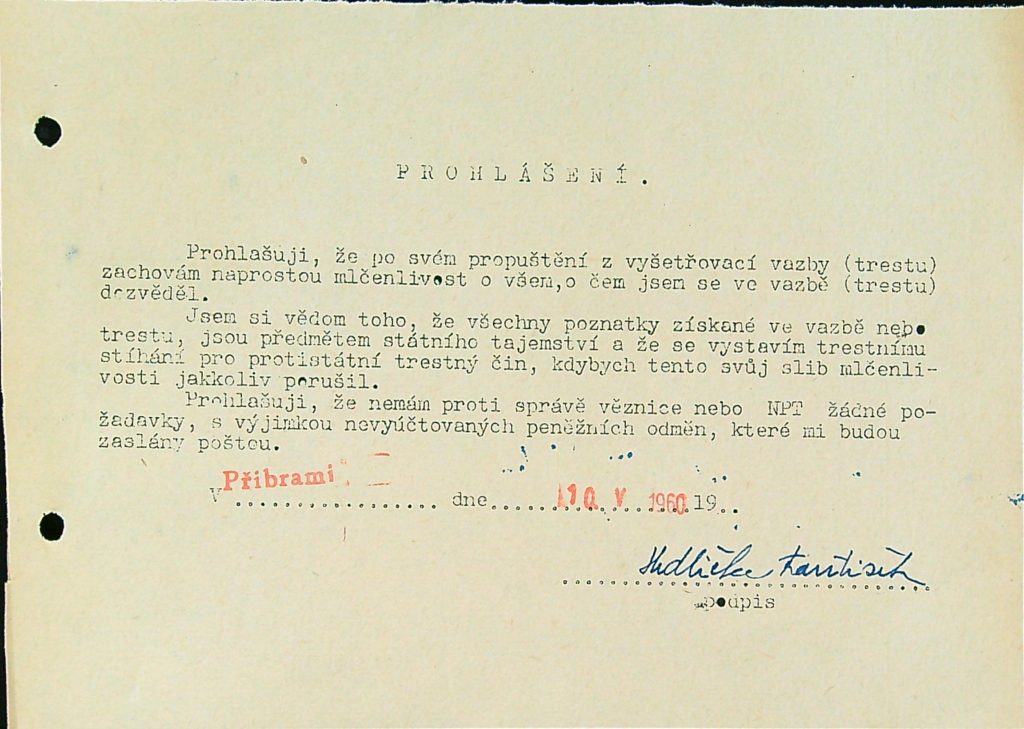 PROHLÁŠENÍ.
Prohlašuji, že po svém propuštění z vyšetřovací vazby (trestu)
zachovám naprostou mlčenlivost o všem,o čem jsem se ve vazbě (trestu)
dozvěděl.
Jsem si vědom toho, že všechny poznatky získané ve vazbě nebo
trestu, jsou předmětem státního tajemství a že se vystavím trestnímu
stíhání pro protistátní trestný čin, kdybych tento svůj slib mlčenli-
vosti jakkoliv porušil.
Prohlašuji, že nemám proti správě věznice nebo NPT žádné po-
žadavky, s výjimkou nevyúčtovaných peněžních odměn, které mi budou
zaslány poštou.
V Příbrami dne 10. V 1960 19..
Hedlička František
podpis